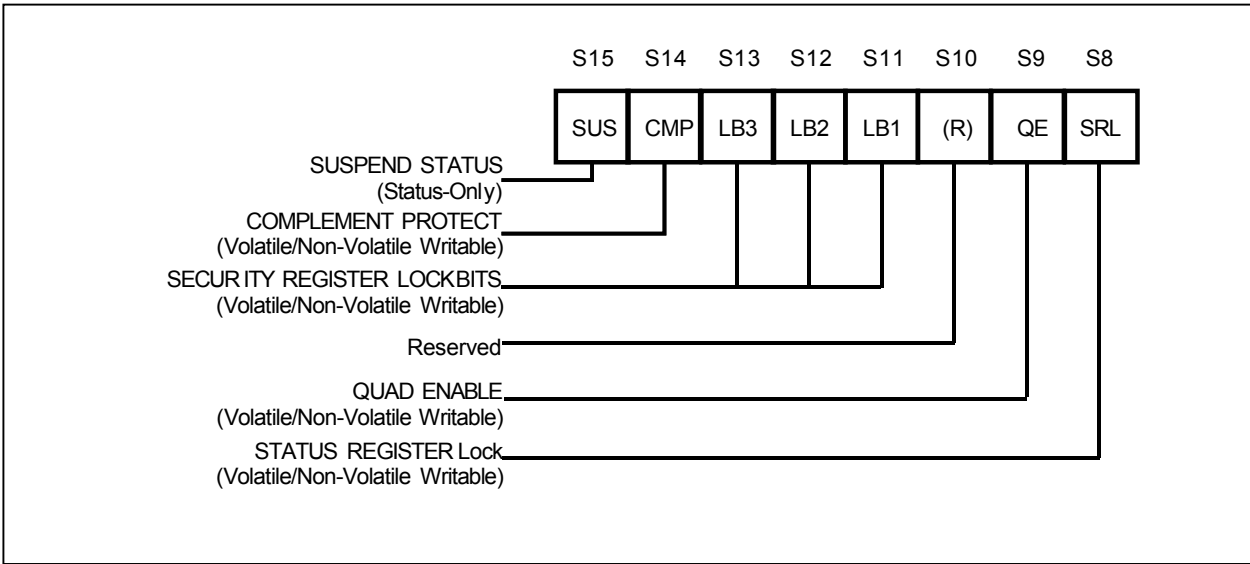 S15 S14 S13 S12 S11 S10 S9 S8
SUS CMP LB3 LB2 LB1 (R) QE SRL
SUSPEND STATUS
(Status-Only)
COMPLEMENT PROTECT
(Volatile/Non-Volatile Writable)
SECURITY REGISTER LOCKBITS
(Volatile/Non-Volatile Writable)
Reserved
QUAD ENABLE
(Volatile/Non-Volatile Writable)
STATUS REGISTER Lock
(Volatile/Non-Volatile Writable)